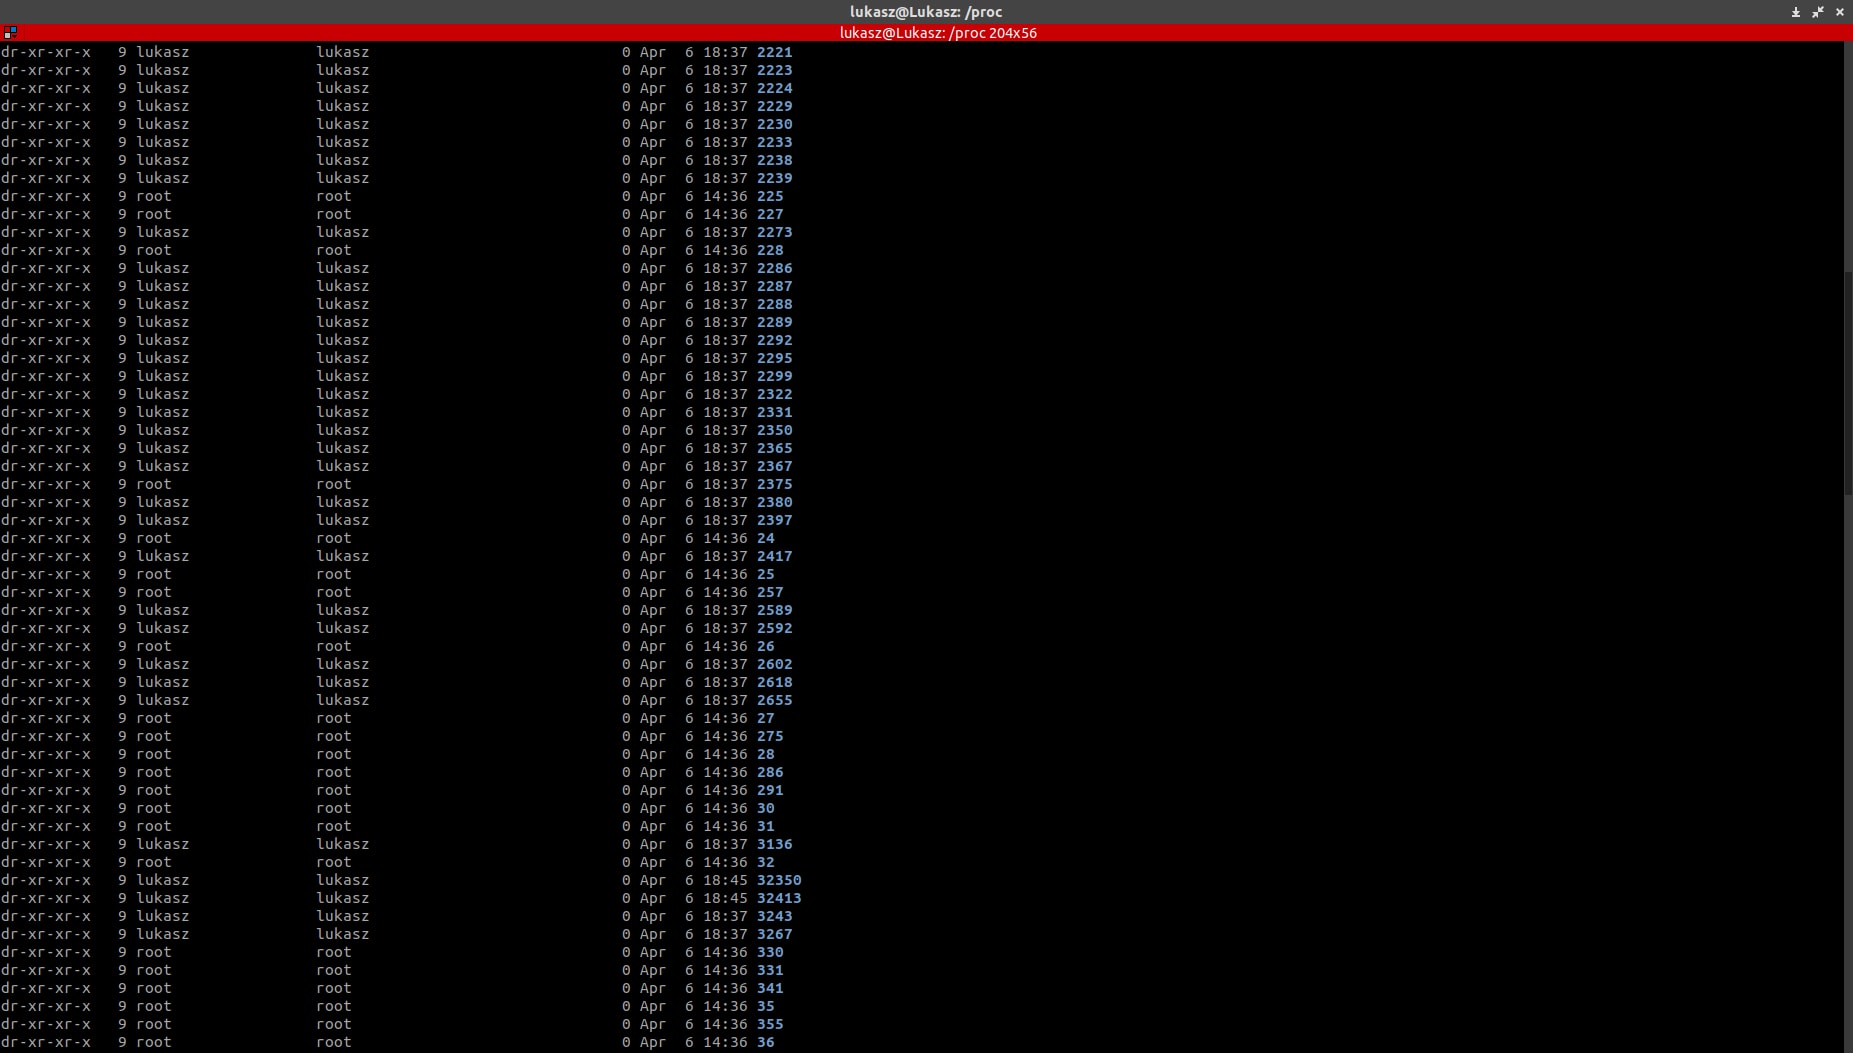 lukasz@Lukasz: /proc
lukasz@Lukasz: /proc 204x56
dr-xr-xr-x   9 lukasz              lukasz                            0 Apr  6 18:37 2221
dr-xr-xr-x   9 lukasz              lukasz                            0 Apr  6 18:37 2223
dr-xr-xr-x   9 lukasz              lukasz                            0 Apr  6 18:37 2224
dr-xr-xr-x   9 lukasz              lukasz                            0 Apr  6 18:37 2229
dr-xr-xr-x   9 lukasz              lukasz                            0 Apr  6 18:37 2230
dr-xr-xr-x   9 lukasz              lukasz                            0 Apr  6 18:37 2233
dr-xr-xr-x   9 lukasz              lukasz                            0 Apr  6 18:37 2238
dr-xr-xr-x   9 lukasz              lukasz                            0 Apr  6 18:37 2239
dr-xr-xr-x   9 root                root                              0 Apr  6 14:36 225
dr-xr-xr-x   9 root                root                              0 Apr  6 14:36 227
dr-xr-xr-x   9 lukasz              lukasz                            0 Apr  6 18:37 2273
dr-xr-xr-x   9 root                root                              0 Apr  6 14:36 228
dr-xr-xr-x   9 lukasz              lukasz                            0 Apr  6 18:37 2286
dr-xr-xr-x   9 lukasz              lukasz                            0 Apr  6 18:37 2287
dr-xr-xr-x   9 lukasz              lukasz                            0 Apr  6 18:37 2288
dr-xr-xr-x   9 lukasz              lukasz                            0 Apr  6 18:37 2289
dr-xr-xr-x   9 lukasz              lukasz                            0 Apr  6 18:37 2292
dr-xr-xr-x   9 lukasz              lukasz                            0 Apr  6 18:37 2295
dr-xr-xr-x   9 lukasz              lukasz                            0 Apr  6 18:37 2299
dr-xr-xr-x   9 lukasz              lukasz                            0 Apr  6 18:37 2322
dr-xr-xr-x   9 lukasz              lukasz                            0 Apr  6 18:37 2331
dr-xr-xr-x   9 lukasz              lukasz                            0 Apr  6 18:37 2350
dr-xr-xr-x   9 lukasz              lukasz                            0 Apr  6 18:37 2365
dr-xr-xr-x   9 lukasz              lukasz                            0 Apr  6 18:37 2367
dr-xr-xr-x   9 root                root                              0 Apr  6 18:37 2375
dr-xr-xr-x   9 lukasz              lukasz                            0 Apr  6 18:37 2380
dr-xr-xr-x   9 lukasz              lukasz                            0 Apr  6 18:37 2397
dr-xr-xr-x   9 root                root                              0 Apr  6 14:36 24
dr-xr-xr-x   9 lukasz              lukasz                            0 Apr  6 18:37 2417
dr-xr-xr-x   9 root                root                              0 Apr  6 14:36 25
dr-xr-xr-x   9 root                root                              0 Apr  6 14:36 257
dr-xr-xr-x   9 lukasz              lukasz                            0 Apr  6 18:37 2589
dr-xr-xr-x   9 lukasz              lukasz                            0 Apr  6 18:37 2592
dr-xr-xr-x   9 root                root                              0 Apr  6 14:36 26
dr-xr-xr-x   9 lukasz              lukasz                            0 Apr  6 18:37 2602
dr-xr-xr-x   9 lukasz              lukasz                            0 Apr  6 18:37 2618
dr-xr-xr-x   9 lukasz              lukasz                            0 Apr  6 18:37 2655
dr-xr-xr-x   9 root                root                              0 Apr  6 14:36 27
dr-xr-xr-x   9 root                root                              0 Apr  6 14:36 275
dr-xr-xr-x   9 root                root                              0 Apr  6 14:36 28
dr-xr-xr-x   9 root                root                              0 Apr  6 14:36 286
dr-xr-xr-x   9 root                root                              0 Apr  6 14:36 291
dr-xr-xr-x   9 root                root                              0 Apr  6 14:36 30
dr-xr-xr-x   9 root                root                              0 Apr  6 14:36 31
dr-xr-xr-x   9 lukasz              lukasz                            0 Apr  6 18:37 3136
dr-xr-xr-x   9 root                root                              0 Apr  6 14:36 32
dr-xr-xr-x   9 lukasz              lukasz                            0 Apr  6 18:45 32350
dr-xr-xr-x   9 lukasz              lukasz                            0 Apr  6 18:45 32413
dr-xr-xr-x   9 lukasz              lukasz                            0 Apr  6 18:37 3243
dr-xr-xr-x   9 lukasz              lukasz                            0 Apr  6 18:37 3267
dr-xr-xr-x   9 root                root                              0 Apr  6 14:36 330
dr-xr-xr-x   9 root                root                              0 Apr  6 14:36 331
dr-xr-xr-x   9 root                root                              0 Apr  6 14:36 341
dr-xr-xr-x   9 root                root                              0 Apr  6 14:36 35
dr-xr-xr-x   9 root                root                              0 Apr  6 14:36 355
dr-xr-xr-x   9 root                root                              0 Apr  6 14:36 36